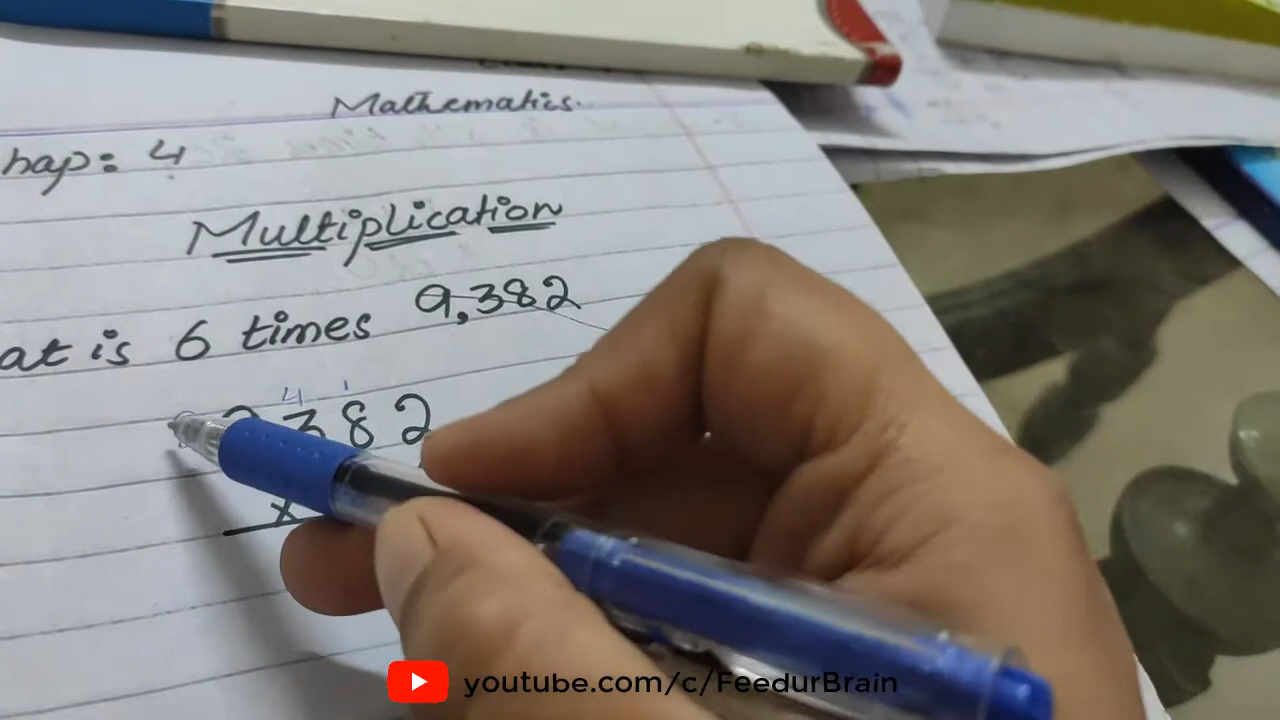 Mathematics.
hap: 4
Multiplication
at is 6 times 9,382
4 1
382
x
youtube.com/c/FeedurBrain